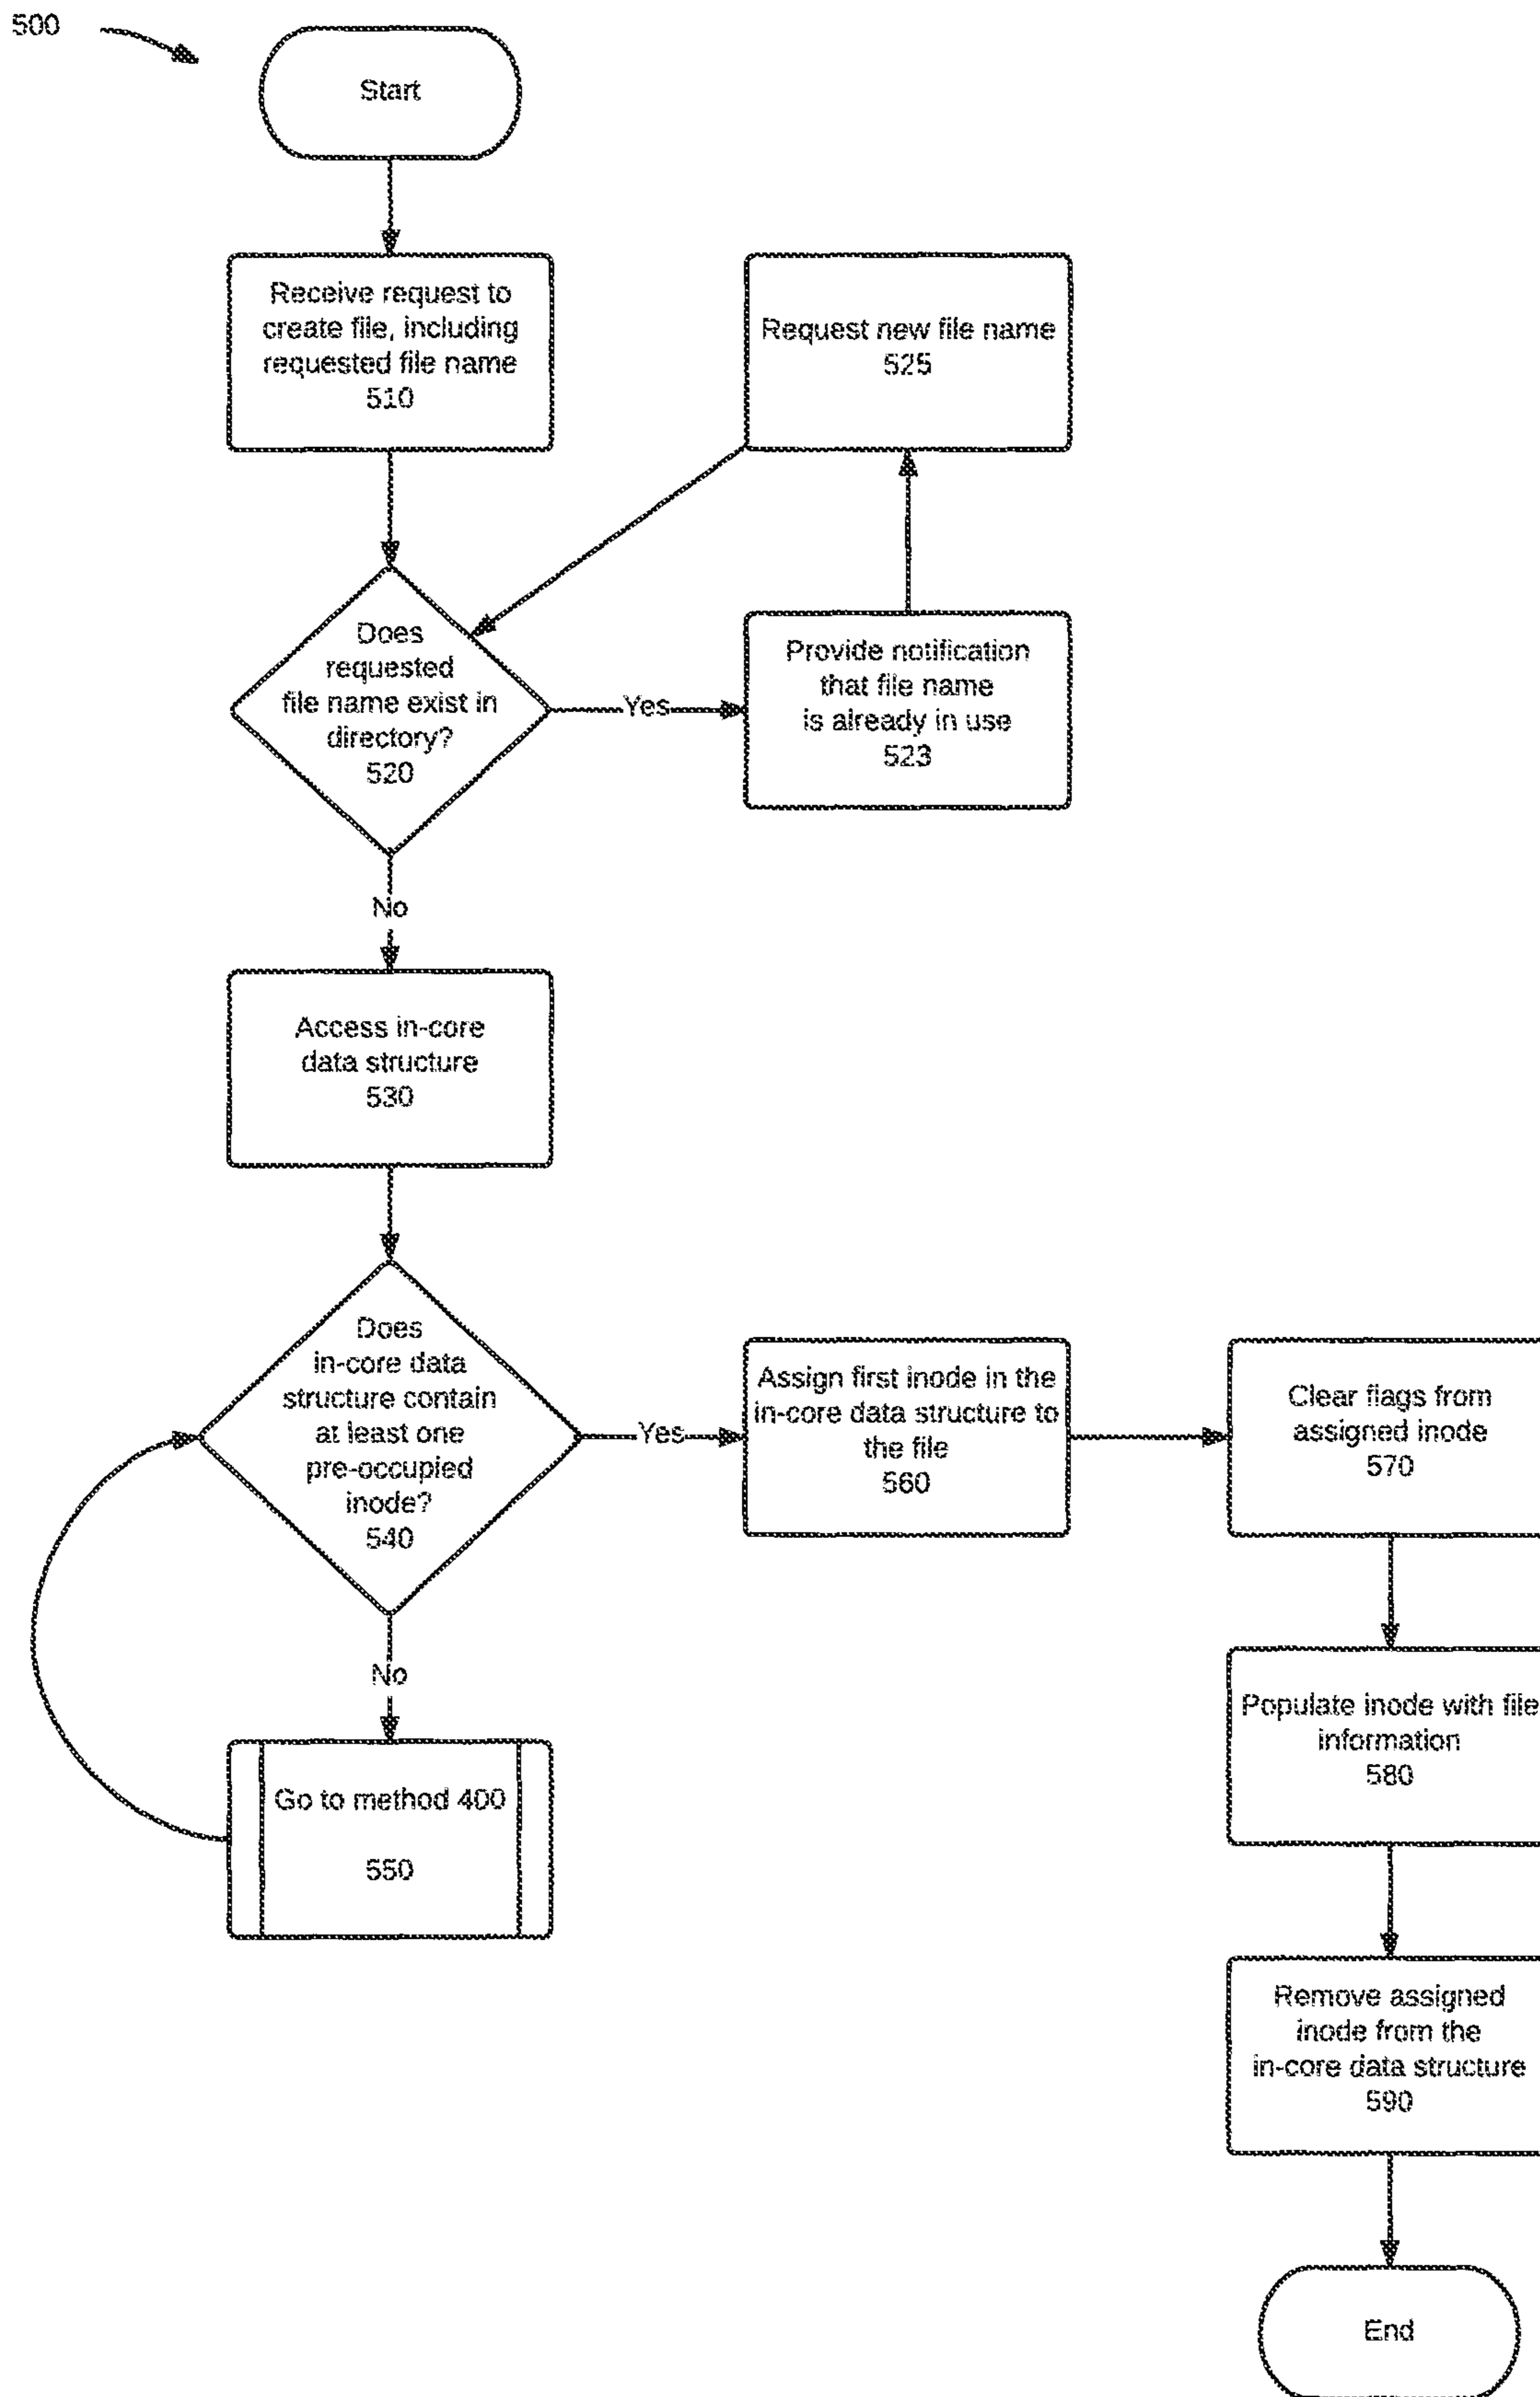 500
Start
Receive request to
create file, including
requested file name
510
Request new file name
525
Does
requested
file name exist in
directory?
520
Yes
Provide notification
that file name
is already in use
523
No
Access in-core
data structure
530
Does
in-core data
structure contain
at least one
pre-occupied
inode?
540
Yes
Assign first inode in the
in-core data structure to
the file
560
Clear flags from
assigned inode
570
No
Go to method 400
550
Populate inode with file
information
580
Remove assigned
inode from the
in-core data structure
590
End